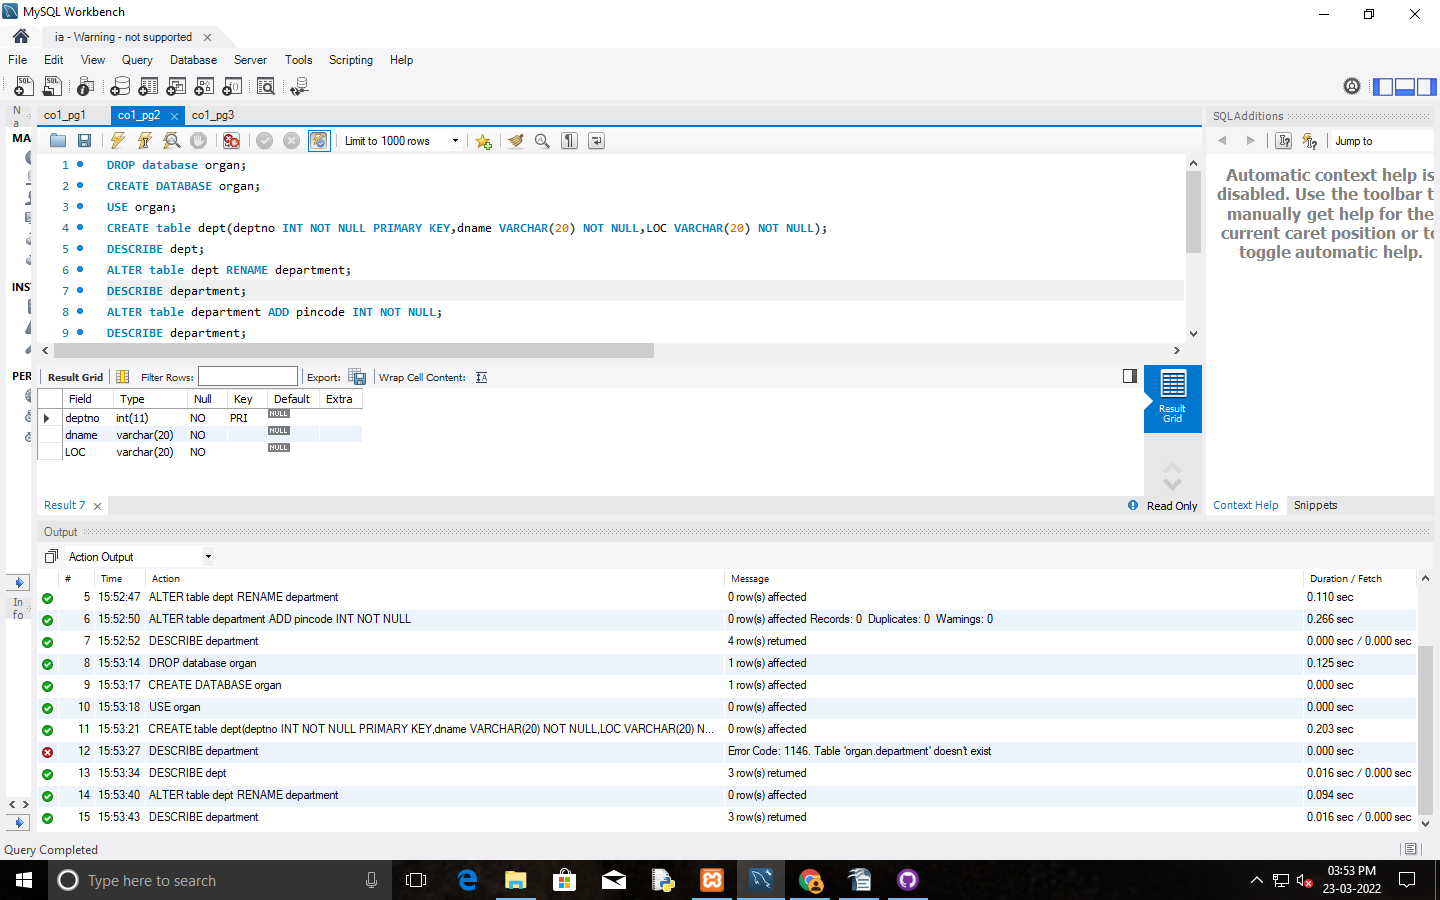 MySQL Workbench
ia - Warning - not supported
File Edit View Query Database Server Tools Scripting Help
co1_pg1 co1_pg2 co1_pg3
Limit to 1000 rows
1 DROP database organ;
2 CREATE DATABASE organ;
3 USE organ;
4 CREATE table dept(deptno INT NOT NULL PRIMARY KEY,dname VARCHAR(20) NOT NULL,LOC VARCHAR(20) NOT NULL);
5 DESCRIBE dept;
6 ALTER table dept RENAME department;
7 DESCRIBE department;
8 ALTER table department ADD pincode INT NOT NULL;
9 DESCRIBE department;
Result Grid Filter Rows: Export: Wrap Cell Content:
Field Type Null Key Default Extra
deptno int(11) NO PRI NULL
dname varchar(20) NO NULL
LOC varchar(20) NO NULL
Result Grid
Result 7
Read Only
SQLAdditions
Jump to
Automatic context help is
disabled. Use the toolbar t
manually get help for the
current caret position or to
toggle automatic help.
Context Help Snippets
N
a
MA
INS
PER
In
fo
Output
Action Output
# Time Action Message Duration / Fetch
5 15:52:47 ALTER table dept RENAME department 0 row(s) affected 0.110 sec
6 15:52:50 ALTER table department ADD pincode INT NOT NULL 0 row(s) affected Records: 0 Duplicates: 0 Warnings: 0 0.266 sec
7 15:52:52 DESCRIBE department 4 row(s) returned 0.000 sec / 0.000 sec
8 15:53:14 DROP database organ 1 row(s) affected 0.125 sec
9 15:53:17 CREATE DATABASE organ 1 row(s) affected 0.000 sec
10 15:53:18 USE organ 0 row(s) affected 0.000 sec
11 15:53:21 CREATE table dept(deptno INT NOT NULL PRIMARY KEY,dname VARCHAR(20) NOT NULL,LOC VARCHAR(20) N... 0 row(s) affected 0.203 sec
12 15:53:27 DESCRIBE department Error Code: 1146. Table 'organ.department' doesn't exist 0.000 sec
13 15:53:34 DESCRIBE dept 3 row(s) returned 0.016 sec / 0.000 sec
14 15:53:40 ALTER table dept RENAME department 0 row(s) affected 0.094 sec
15 15:53:43 DESCRIBE department 3 row(s) returned 0.016 sec / 0.000 sec
Query Completed
Type here to search
03:53 PM
23-03-2022